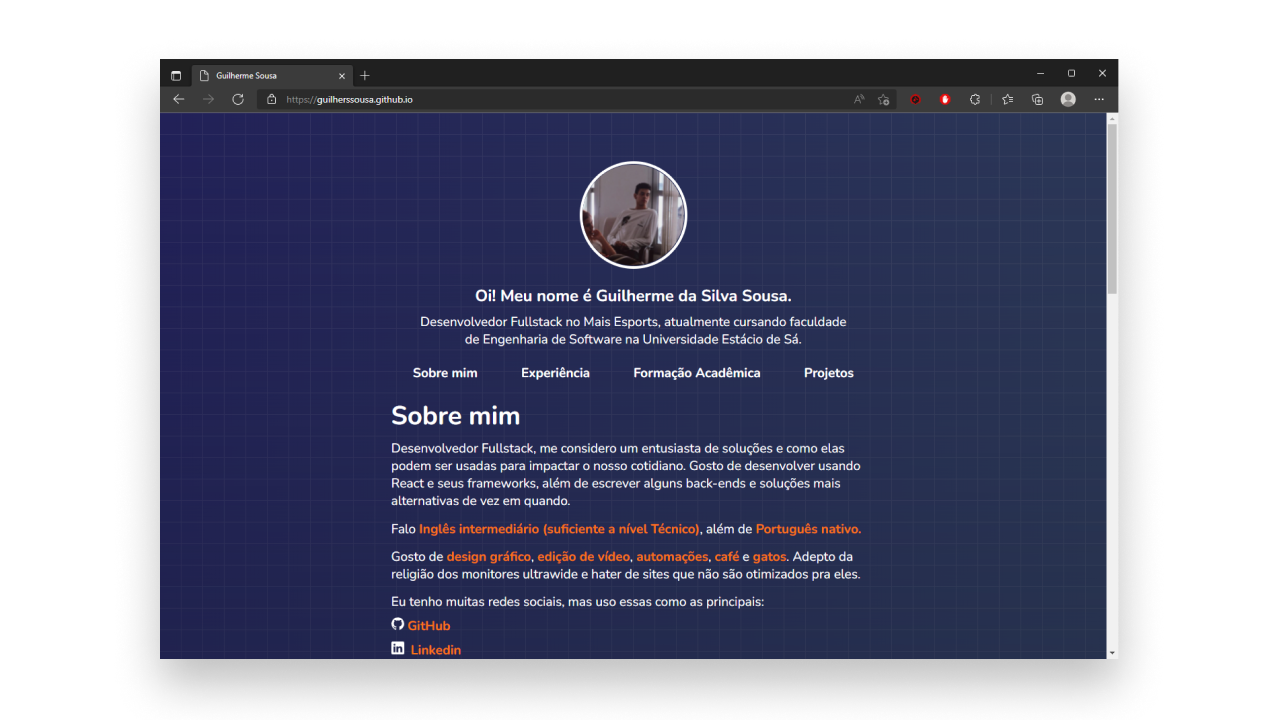 Guilherme Sousa
https://guilherssousa.github.io
Oi! Meu nome é Guilherme da Silva Sousa.
Desenvolvedor Fullstack no Mais Esports, atualmente cursando faculdade
de Engenharia de Software na Universidade Estácio de Sá.
Sobre mim Experiência Formação Acadêmica Projetos
Sobre mim
Desenvolvedor Fullstack, me considero um entusiasta de soluções e como elas
podem ser usadas para impactar o nosso cotidiano. Gosto de desenvolver usando
React e seus frameworks, além de escrever alguns back-ends e soluções mais
alternativas de vez em quando.
Falo Inglês intermediário (suficiente a nível Técnico), além de Português nativo.
Gosto de design gráfico, edição de vídeo, automações, café e gatos. Adepto da
religião dos monitores ultrawide e hater de sites que não são otimizados pra eles.
Eu tenho muitas redes sociais, mas uso essas como as principais:
GitHub
Linkedin